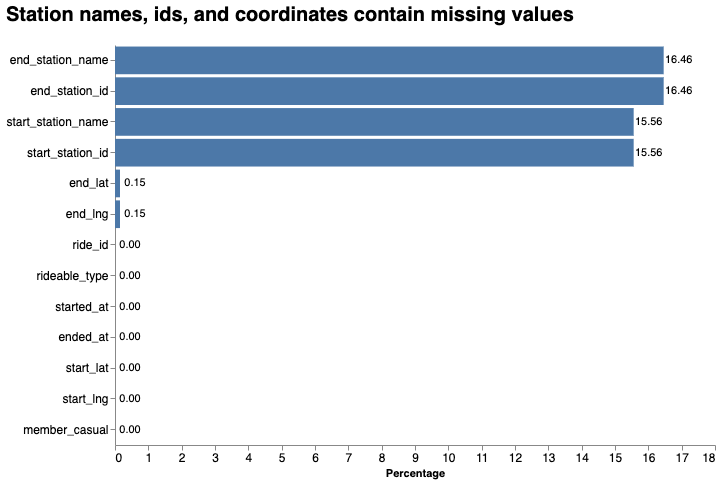 Station names, ids, and coordinates contain missing values
end_station_name 16.46
end_station_id 16.46
start_station_name 15.56
start_station_id 15.56
end_lat 0.15
end_lng 0.15
ride_id 0.00
rideable_type 0.00
started_at 0.00
ended_at 0.00
start_lat 0.00
start_lng 0.00
member_casual 0.00
0 1 2 3 4 5 6 7 8 9 10 11 12 13 14 15 16 17 18
Percentage